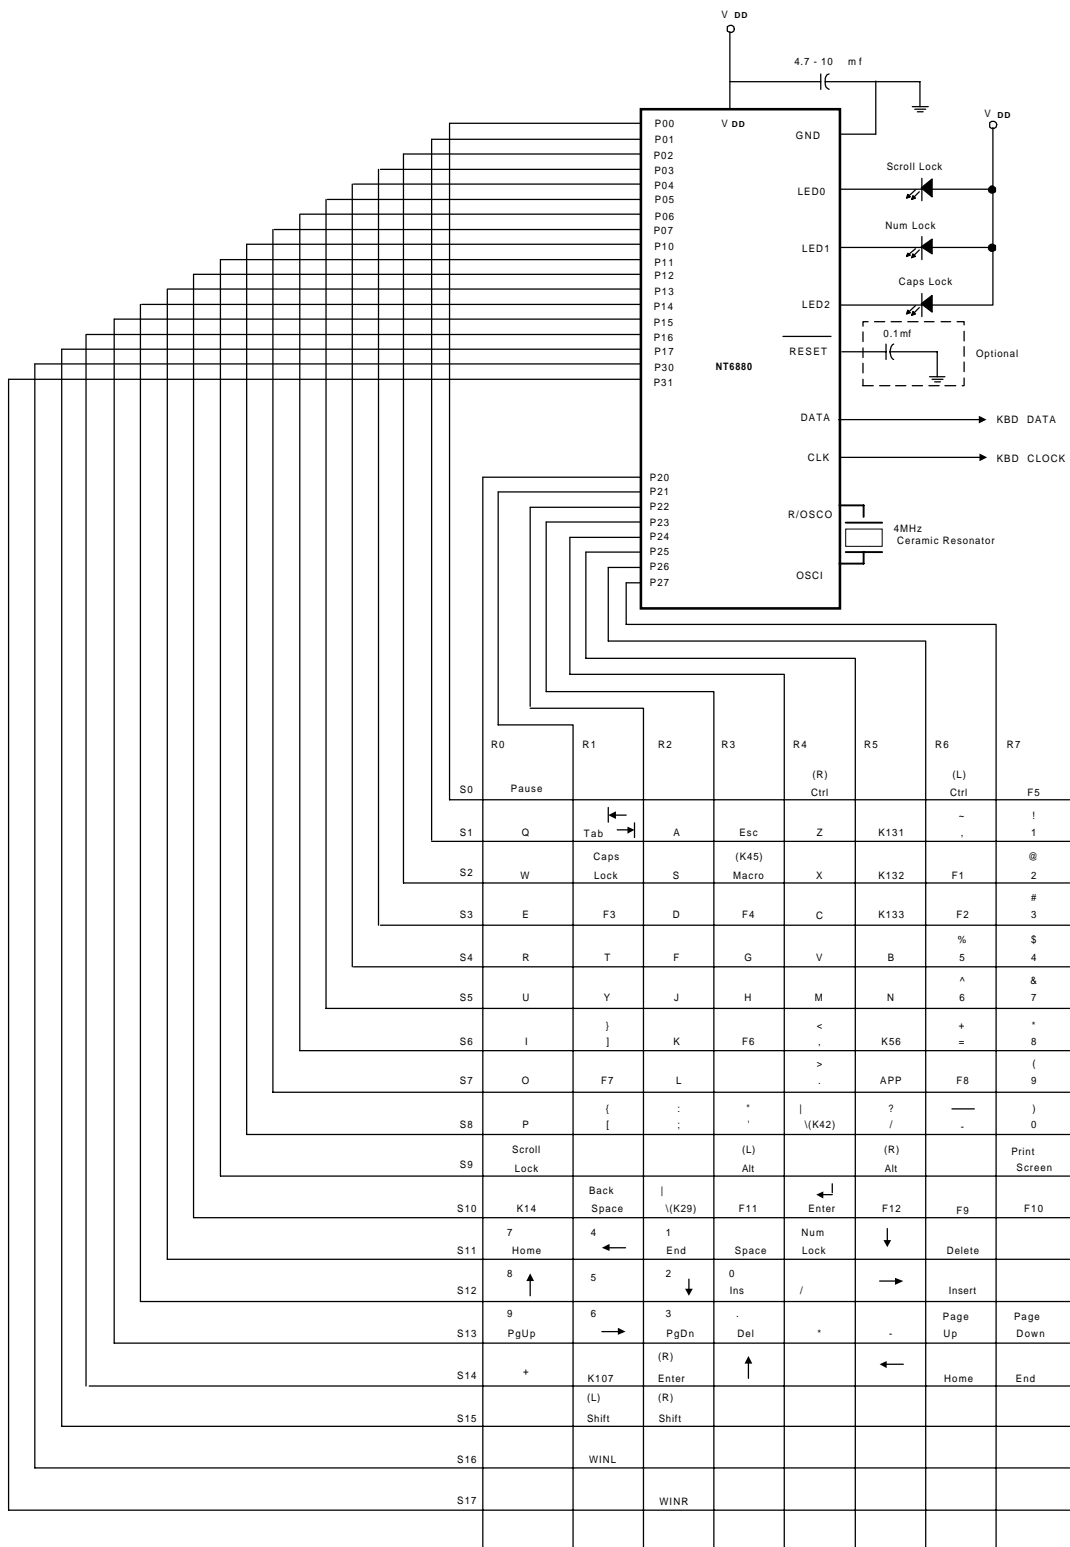 V DD
4.7 - 10 mf
V DD
P00
P01
P02
P03
P04
P05
P06
P07
P10
P11
P12
P13
P14
P15
P16
P17
P30
P31
V DD
GND
LED0
LED1
LED2
RESET
NT6880
DATA
CLK
R/OSCO
OSCI
Scroll Lock
Num Lock
Caps Lock
0.1mf
Optional
KBD DATA
KBD CLOCK
4MHz
Ceramic Resonator
P20
P21
P22
P23
P24
P25
P26
P27
R0 R1 R2 R3 R4 R5 R6 R7
(R) (L)
S0 Pause Ctrl Ctrl F5
~ !
S1 Q Tab A Esc Z K131 , 1
Caps (K45) @
S2 W Lock S Macro X K132 F1 2
#
S3 E F3 D F4 C K133 F2 3
% $
S4 R T F G V B 5 4
^ &
S5 U Y J H M N 6 7
} < + *
S6 I ] K F6 , K56 = 8
> (
S7 O F7 L . APP F8 9
{ : " | ? — )
S8 P [ ; ' \(K42) / - 0
Scroll (L) (R) Print
S9 Lock Alt Alt Screen
Back |
S10 K14 Space \(K29) F11 Enter F12 F9 F10
7 4 1 Num
S11 Home End Space Lock Delete
8 5 2 0
S12 Ins / Insert
9 6 3 . Page Page
S13 PgUp PgDn Del * - Up Down
+ (R)
S14 K107 Enter Home End
(L) (R)
S15 Shift Shift
S16 WINL
S17 WINR